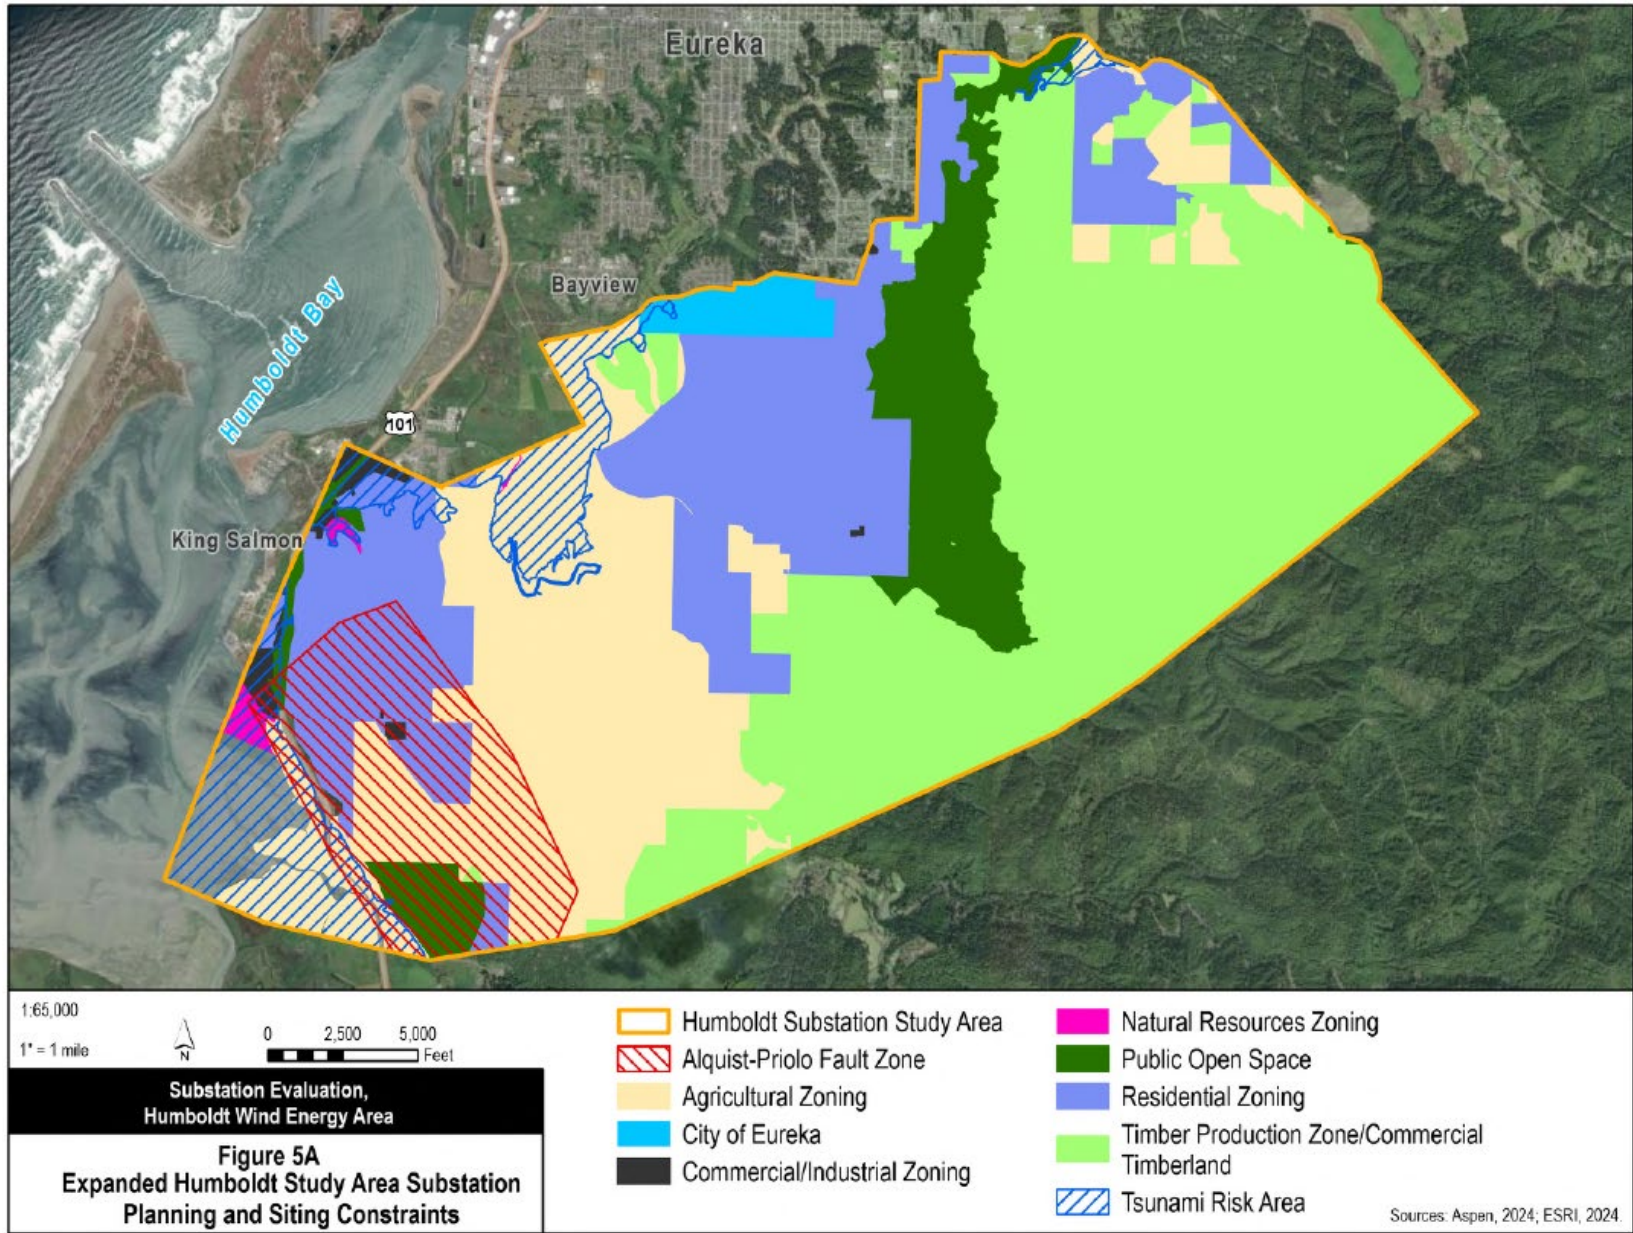 Eureka
Bayview
Humboldt Bay
101
King Salmon
1:65,000
1" = 1 mile
N
0 2,500 5,000
Feet
Substation Evaluation,
Humboldt Wind Energy Area
Figure 5A
Expanded Humboldt Study Area Substation
Planning and Siting Constraints
Humboldt Substation Study Area
Alquist-Priolo Fault Zone
Agricultural Zoning
City of Eureka
Commercial/Industrial Zoning
Natural Resources Zoning
Public Open Space
Residential Zoning
Timber Production Zone/Commercial
Timberland
Tsunami Risk Area
Sources: Aspen, 2024; ESRI, 2024.